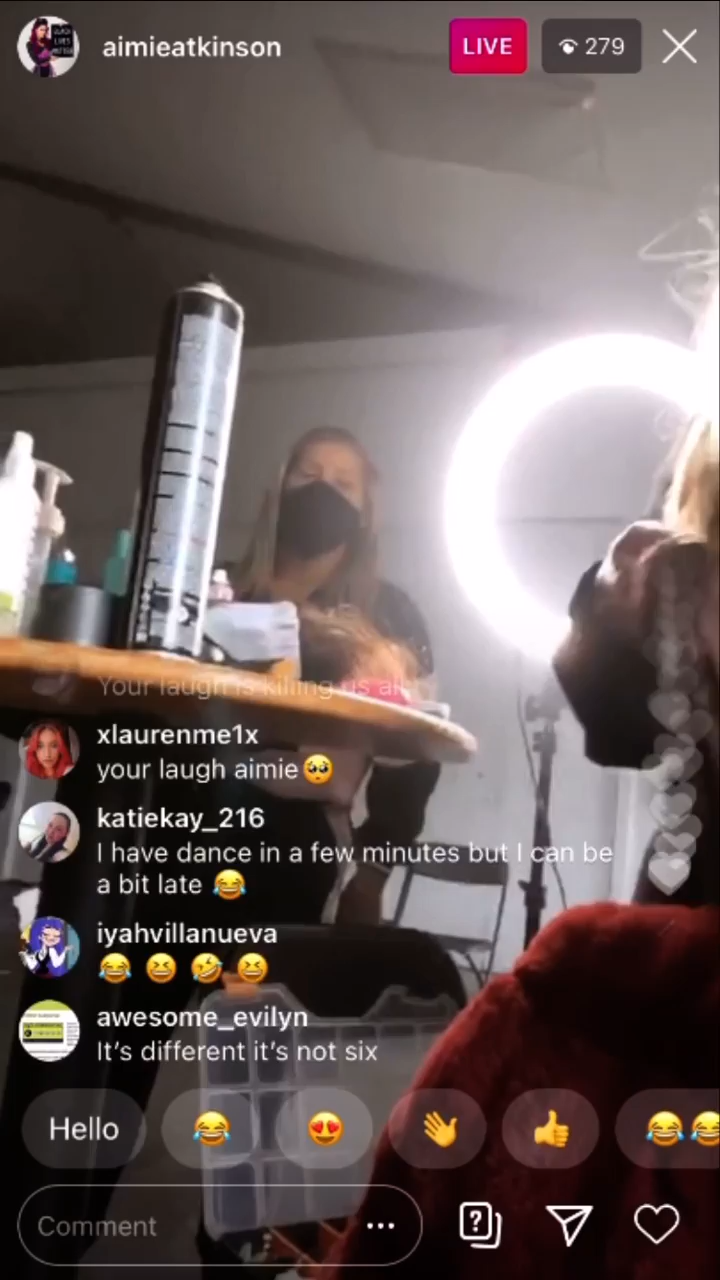 aimieatkinson
LIVE
279
Your laugh is killing us all
xlaurenme1x
your laugh aimie🥺
katiekay_216
I have dance in a few minutes but I can be
a bit late 😂
iyahvillanueva
😂 😆 🤣 😆
awesome_evilyn
It's different it's not six
Hello 😂 😍 👋 👍 😂😂
Comment